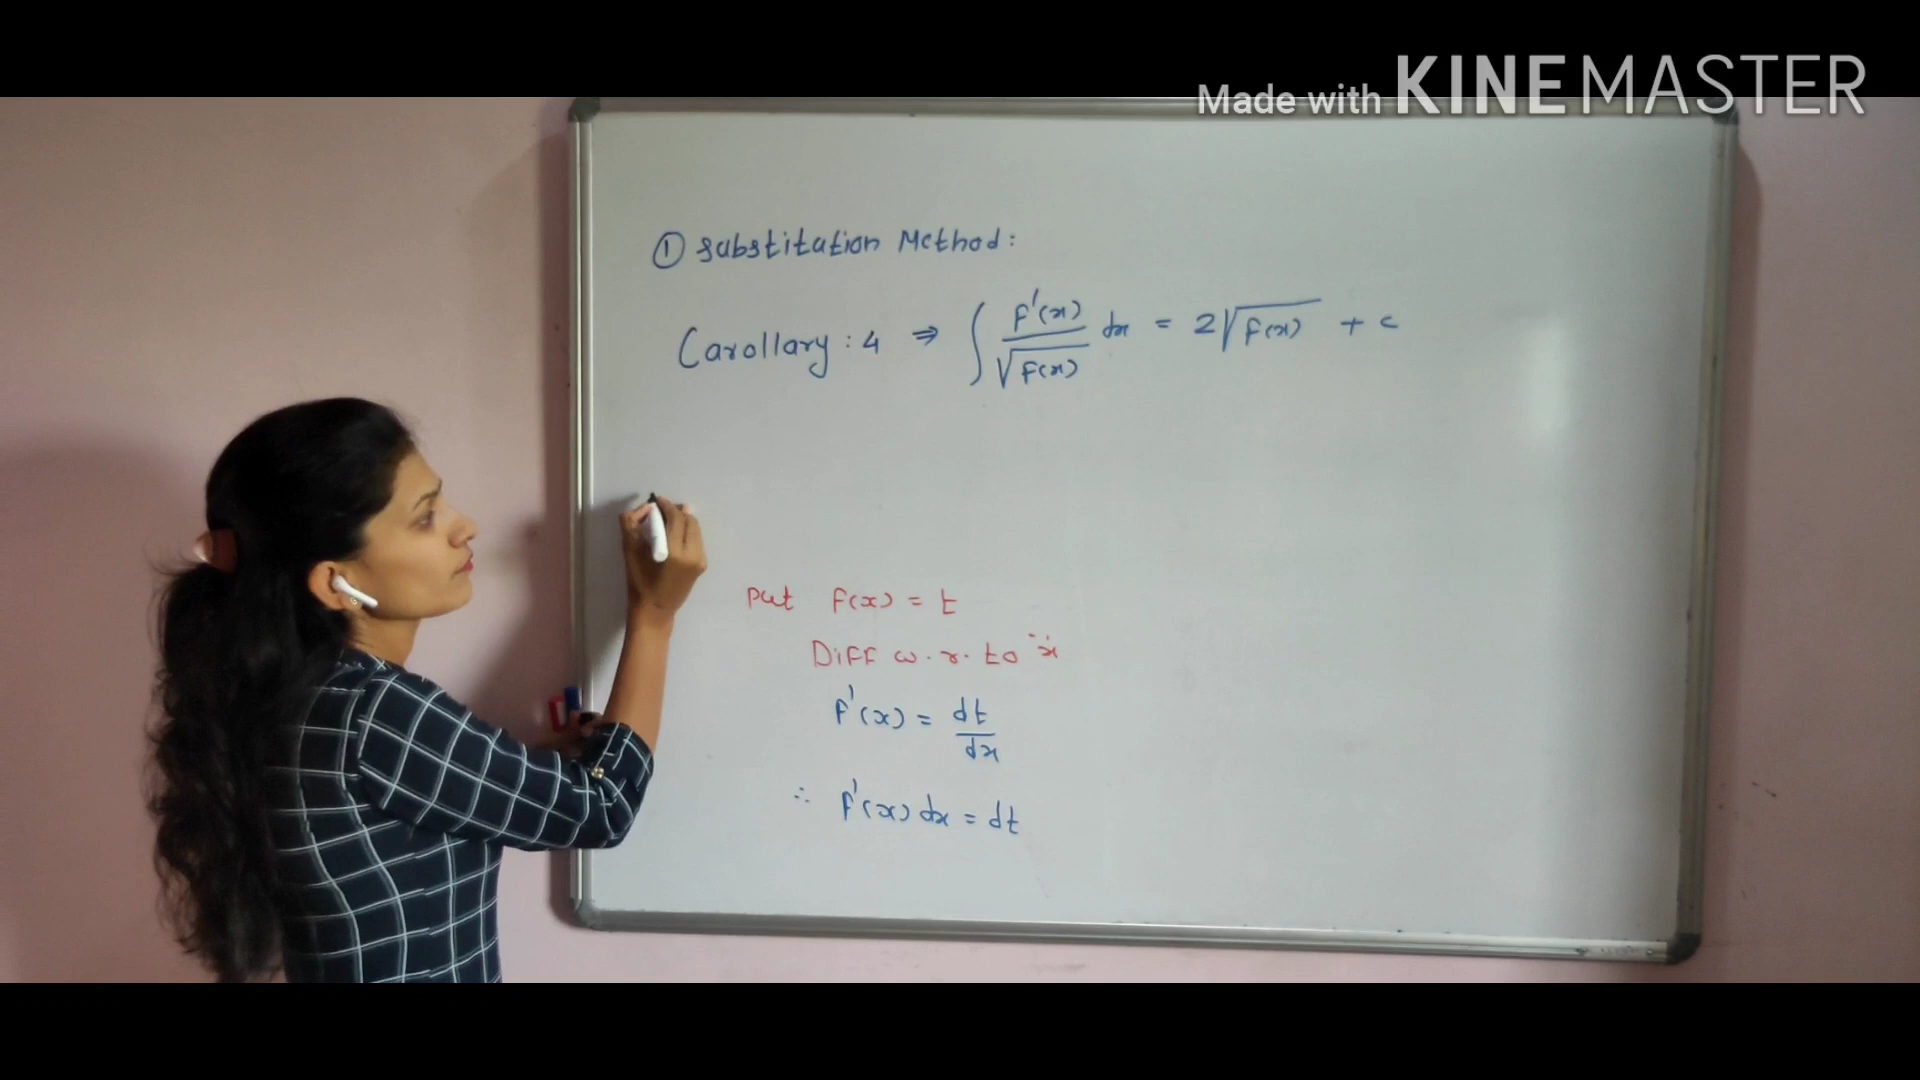 Made with KINEMASTER
① Substitution Method:
Carollary: 4 ⇒ ∫ f'(x)/√f(x) dx = 2√f(x) + c
Put f(x) = t
Diff w.r. to "x"
f'(x) = dt/dx
∴ f'(x) dx = dt